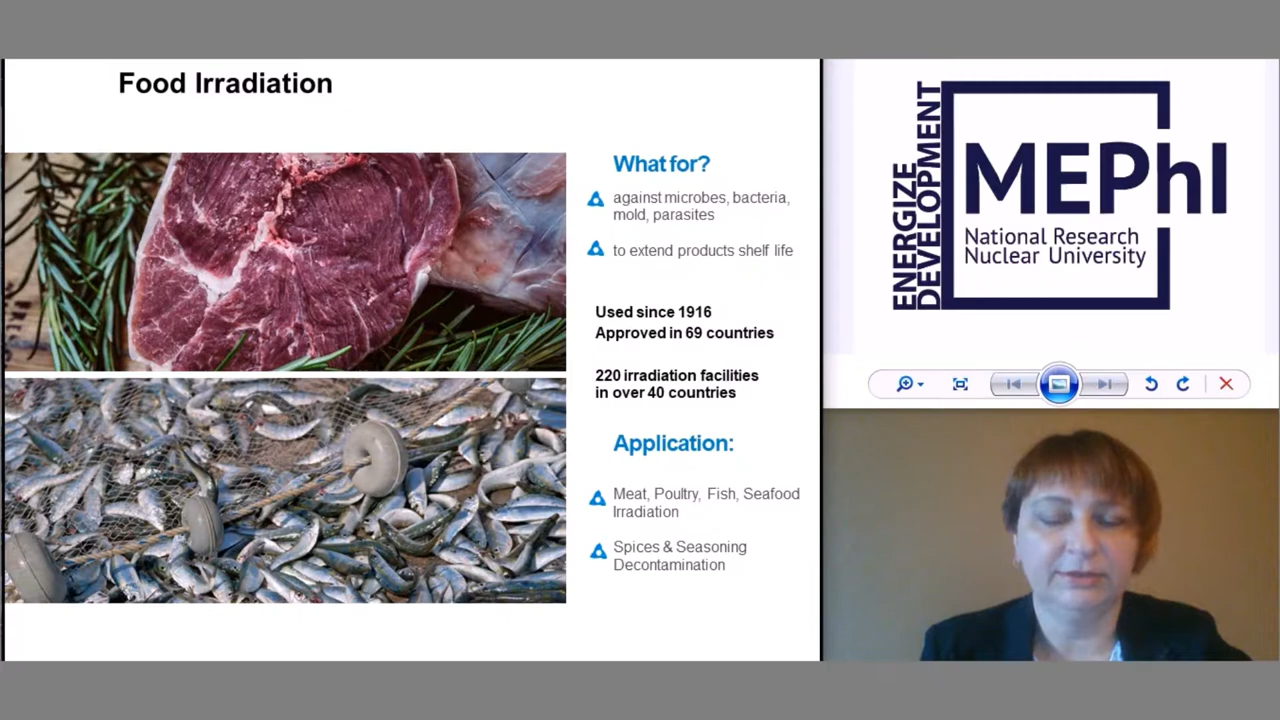 Food Irradiation
What for?
against microbes, bacteria,
mold, parasites
to extend products shelf life
Used since 1916
Approved in 69 countries
220 irradiation facilities
in over 40 countries
Application:
Meat, Poultry, Fish, Seafood
Irradiation
Spices & Seasoning
Decontamination
ENERGIZE
DEVELOPMENT
MEPhI
National Research
Nuclear University